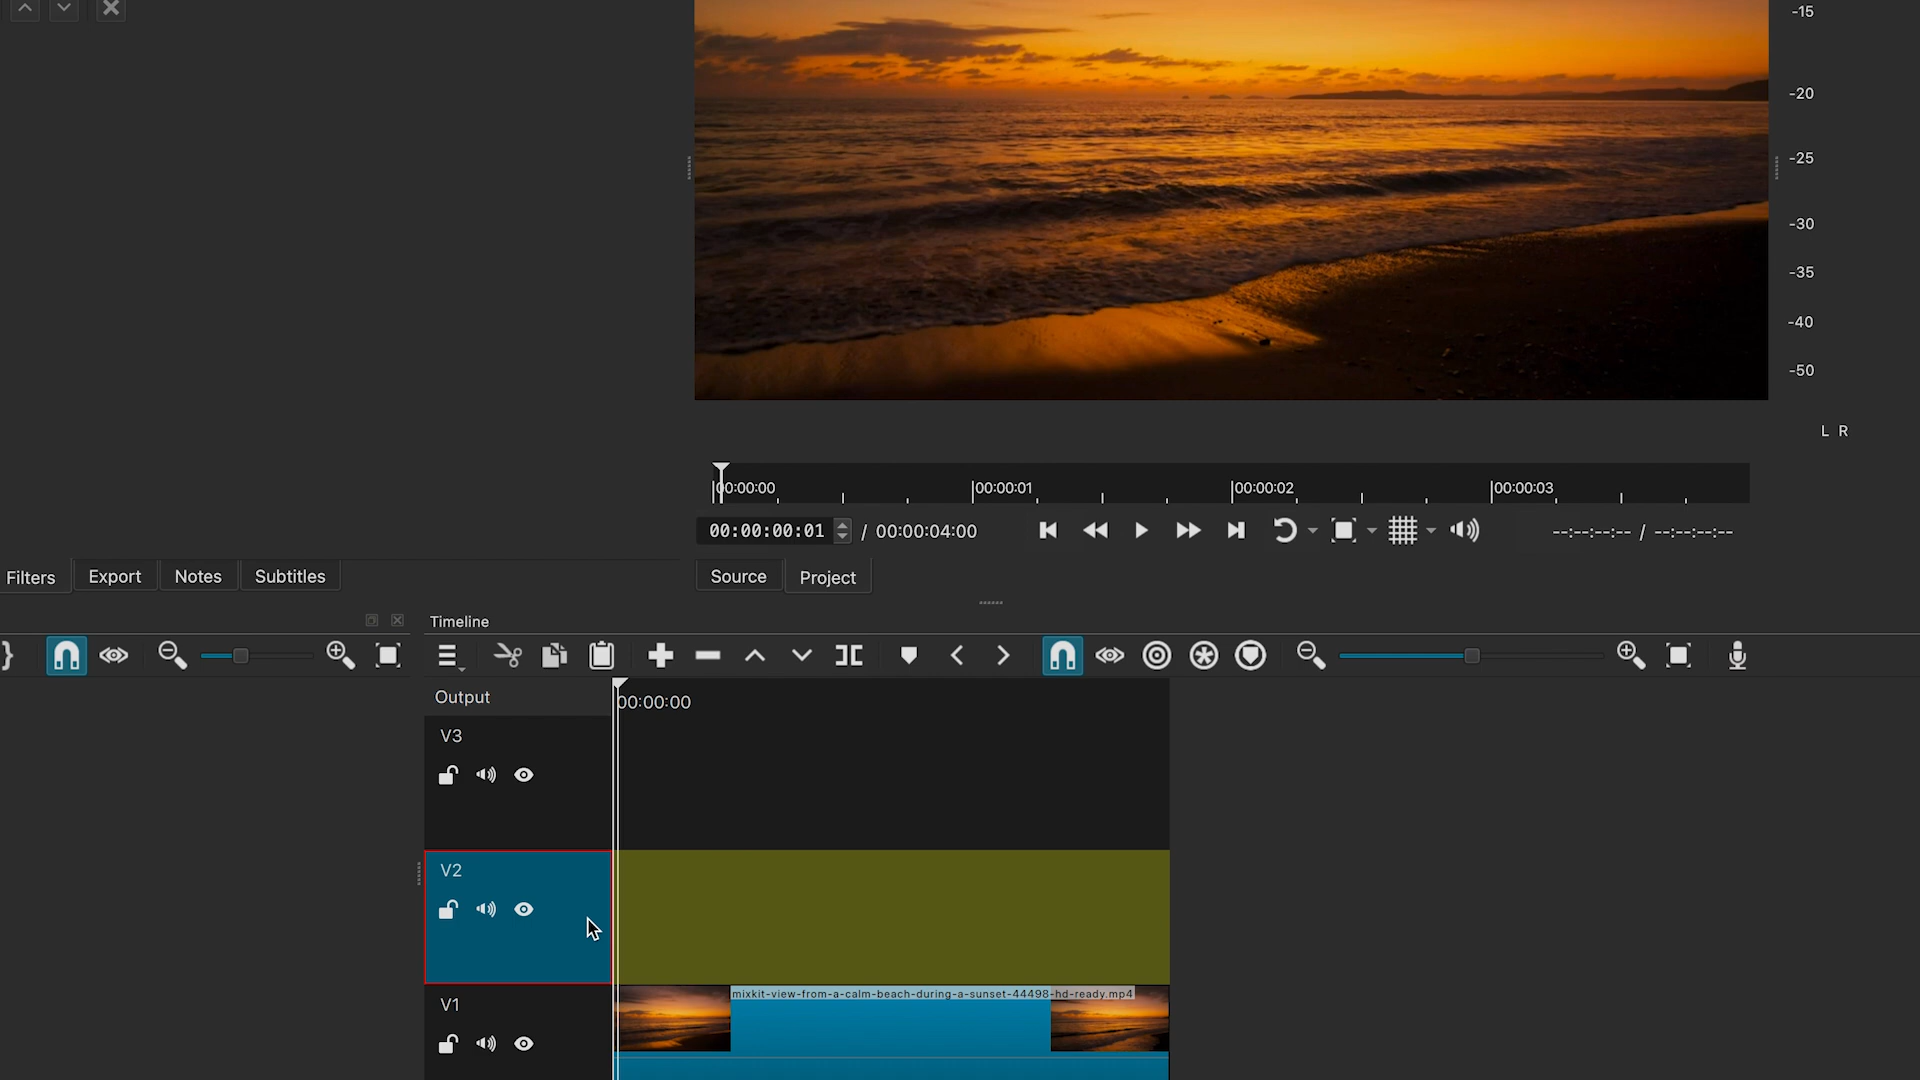 -15
-20
-25
-30
-35
-40
-50
L R
00:00:00
00:00:01
00:00:02
00:00:03
00:00:00:01 / 00:00:04:00
--:--:--:-- / --:--:--:--
Filters
Export
Notes
Subtitles
Source
Project
Timeline
Output
00:00:00
V3
V2
V1
mixkit-view-from-a-calm-beach-during-a-sunset-44498-hd-ready.mp4